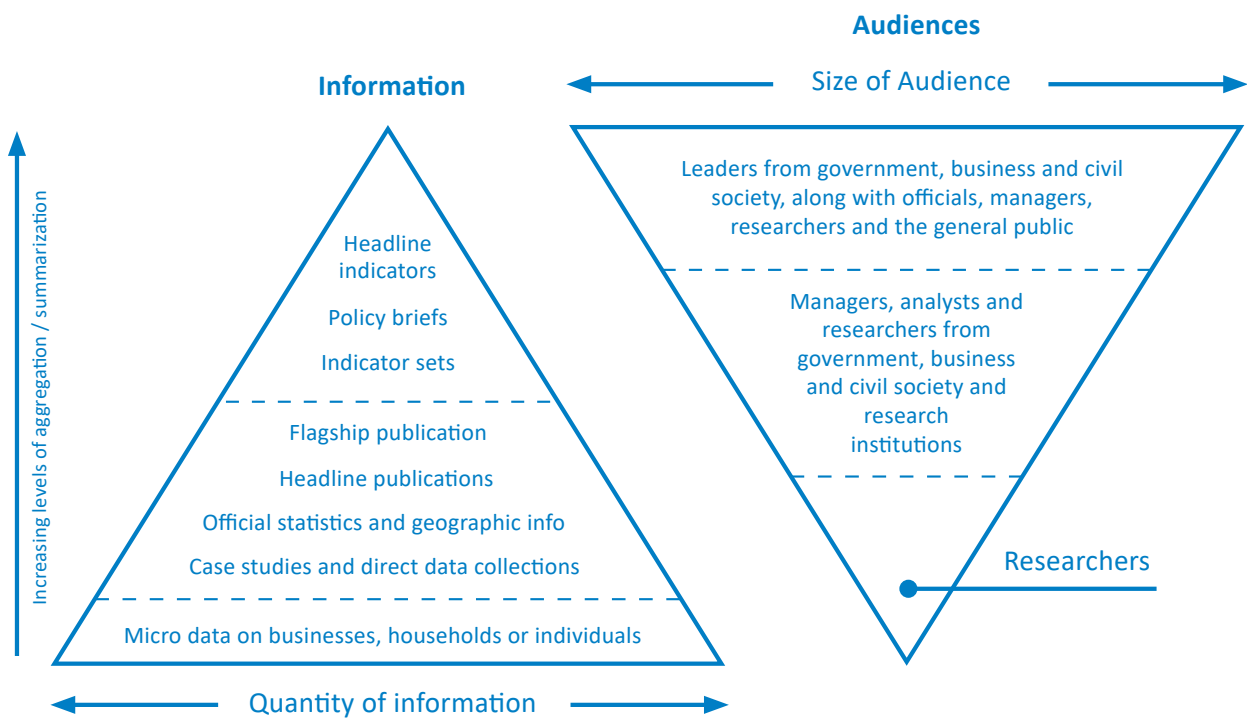 Audiences
Size of Audience
Information
Increasing levels of aggregation / summarization
Headline
indicators
Policy briefs
Indicator sets
Flagship publication
Headline publications
Official statistics and geographic info
Case studies and direct data collections
Micro data on businesses, households or individuals
Quantity of information
Leaders from government, business and civil
society, along with officials, managers,
researchers and the general public
Managers, analysts and
researchers from
government, business
and civil society and
research
institutions
Researchers